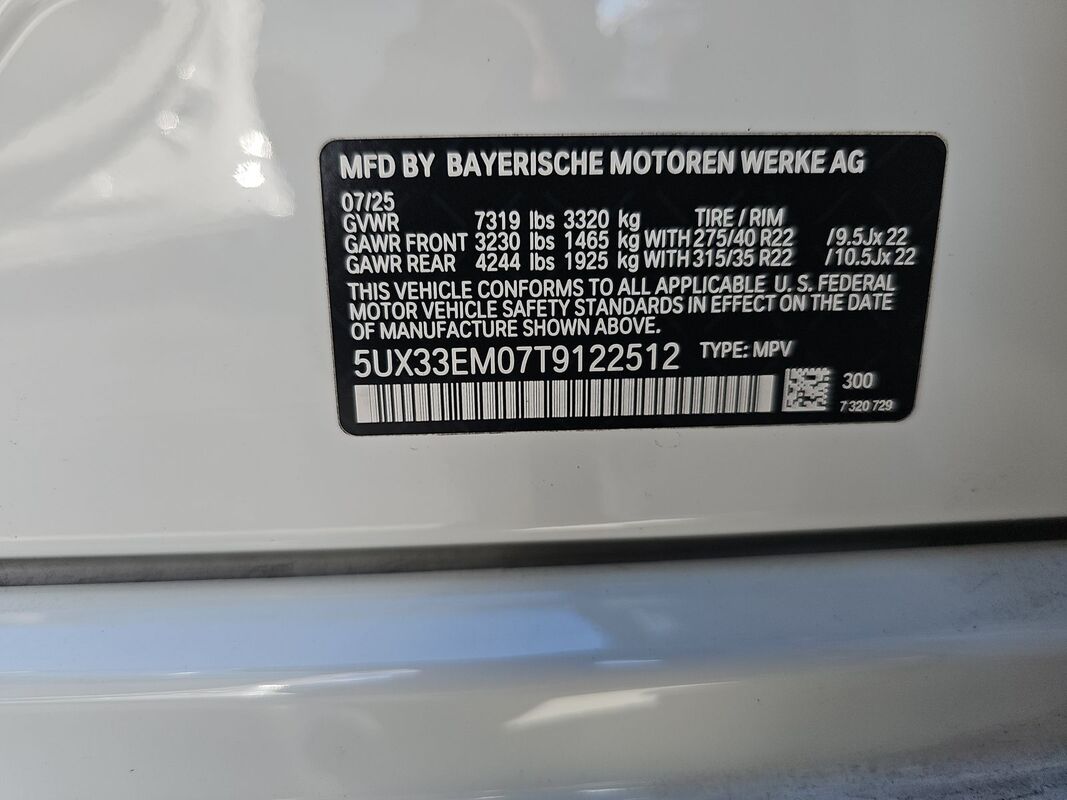 MFD BY BAYERISCHE MOTOREN WERKE AG
07/25
GVWR 7319 lbs 3320 kg TIRE / RIM
GAWR FRONT 3230 lbs 1465 kg WITH 275/40 R22 /9.5Jx 22
GAWR REAR 4244 lbs 1925 kg WITH 315/35 R22 /10.5Jx 22
THIS VEHICLE CONFORMS TO ALL APPLICABLE U. S. FEDERAL
MOTOR VEHICLE SAFETY STANDARDS IN EFFECT ON THE DATE
OF MANUFACTURE SHOWN ABOVE.
5UX33EM07T9122512 TYPE: MPV
300
7 320 729